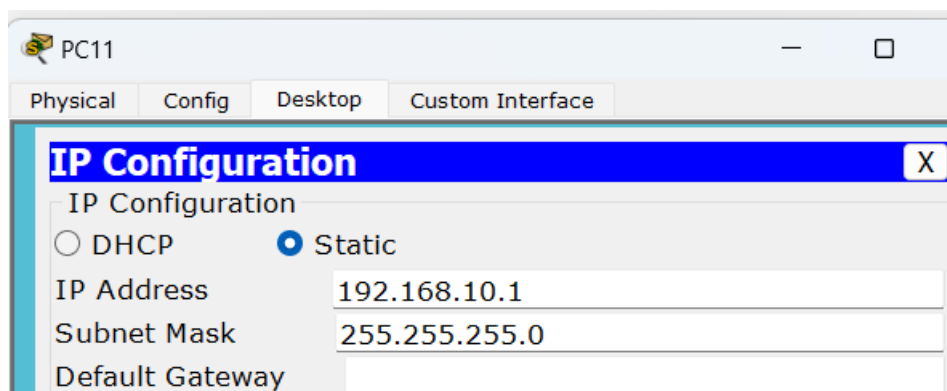 PC11
Physical Config Desktop Custom Interface
IP Configuration X
IP Configuration
DHCP Static
IP Address 192.168.10.1
Subnet Mask 255.255.255.0
Default Gateway